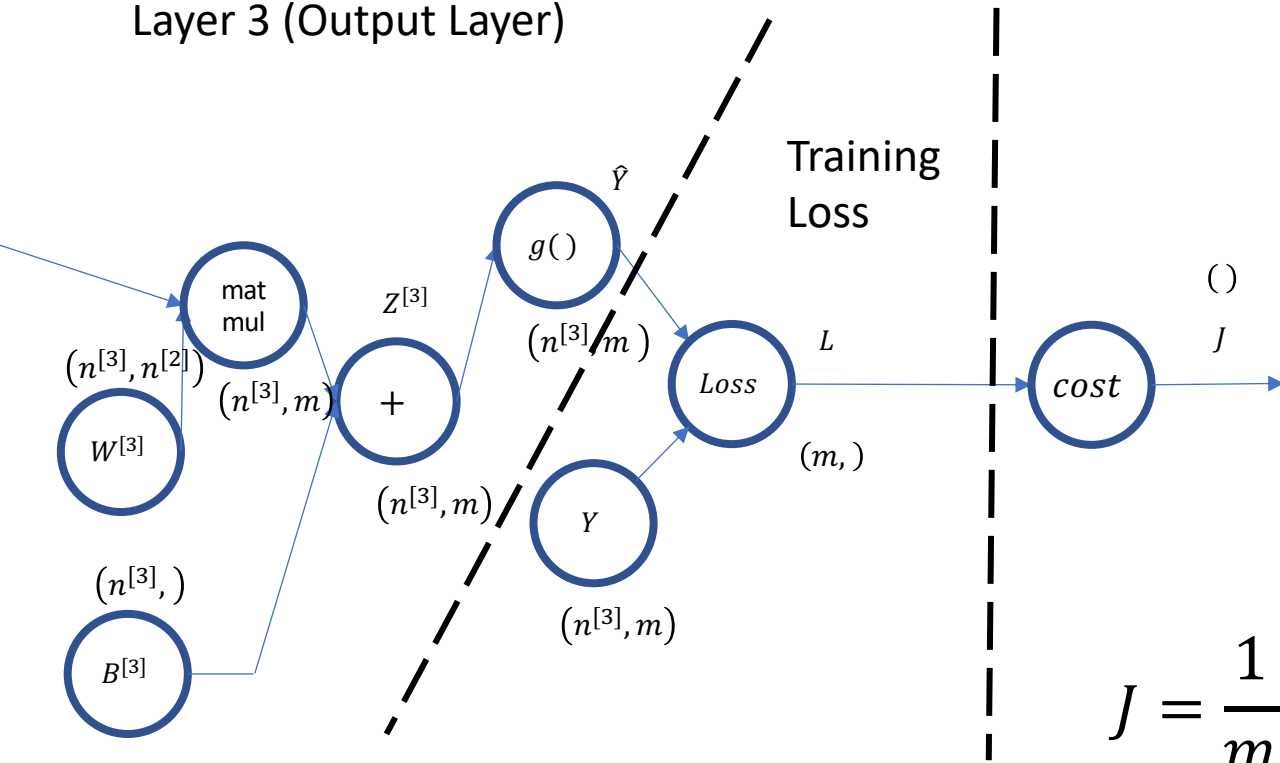 Layer 3 (Output Layer)
Training
Loss
Ŷ
g()
mat
mul
Z^[3]
()
(n^[3], m)
L
J
(n^[3], n^[2])
(n^[3], m)
+
Loss
cost
W^[3]
(m, )
(n^[3], m)
Y
(n^[3], )
(n^[3], m)
B^[3]
J = 1/m